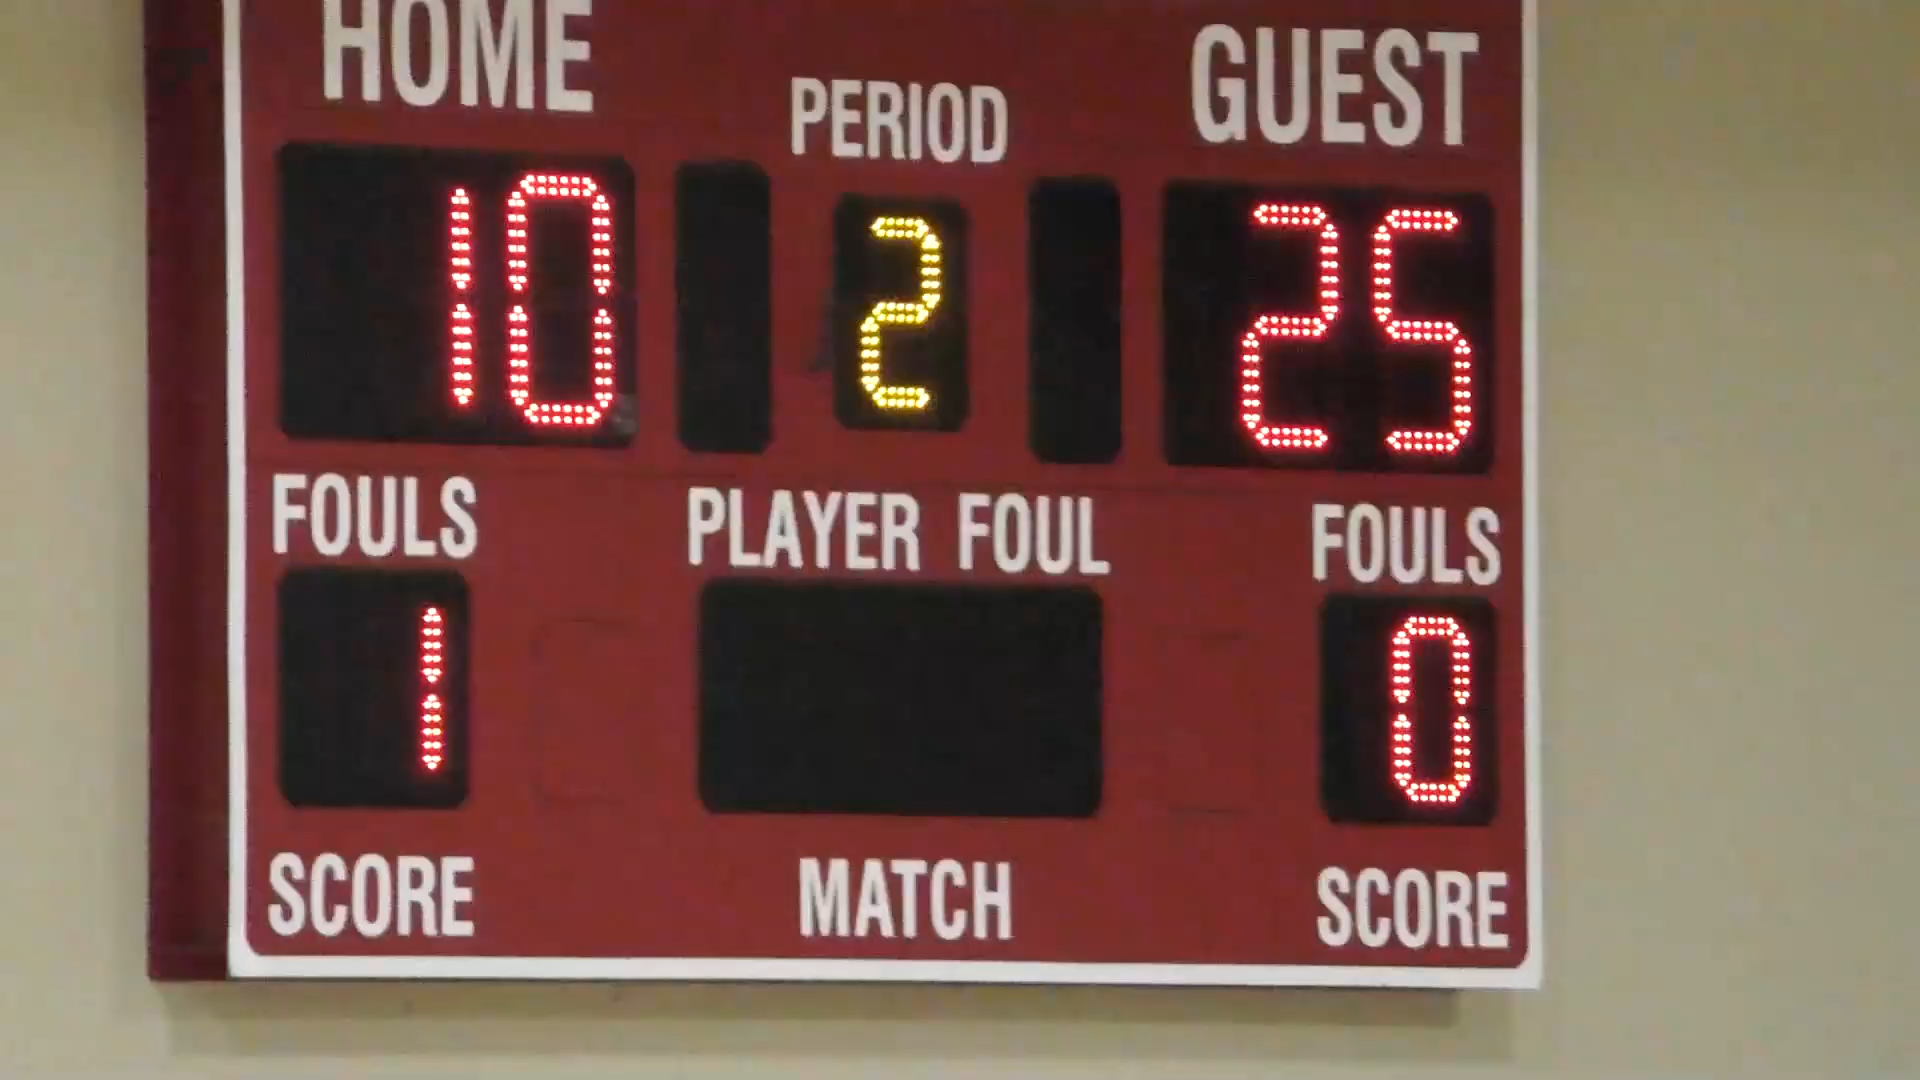 HOME PERIOD GUEST
10 2 25
FOULS PLAYER FOUL FOULS
1 0
SCORE MATCH SCORE